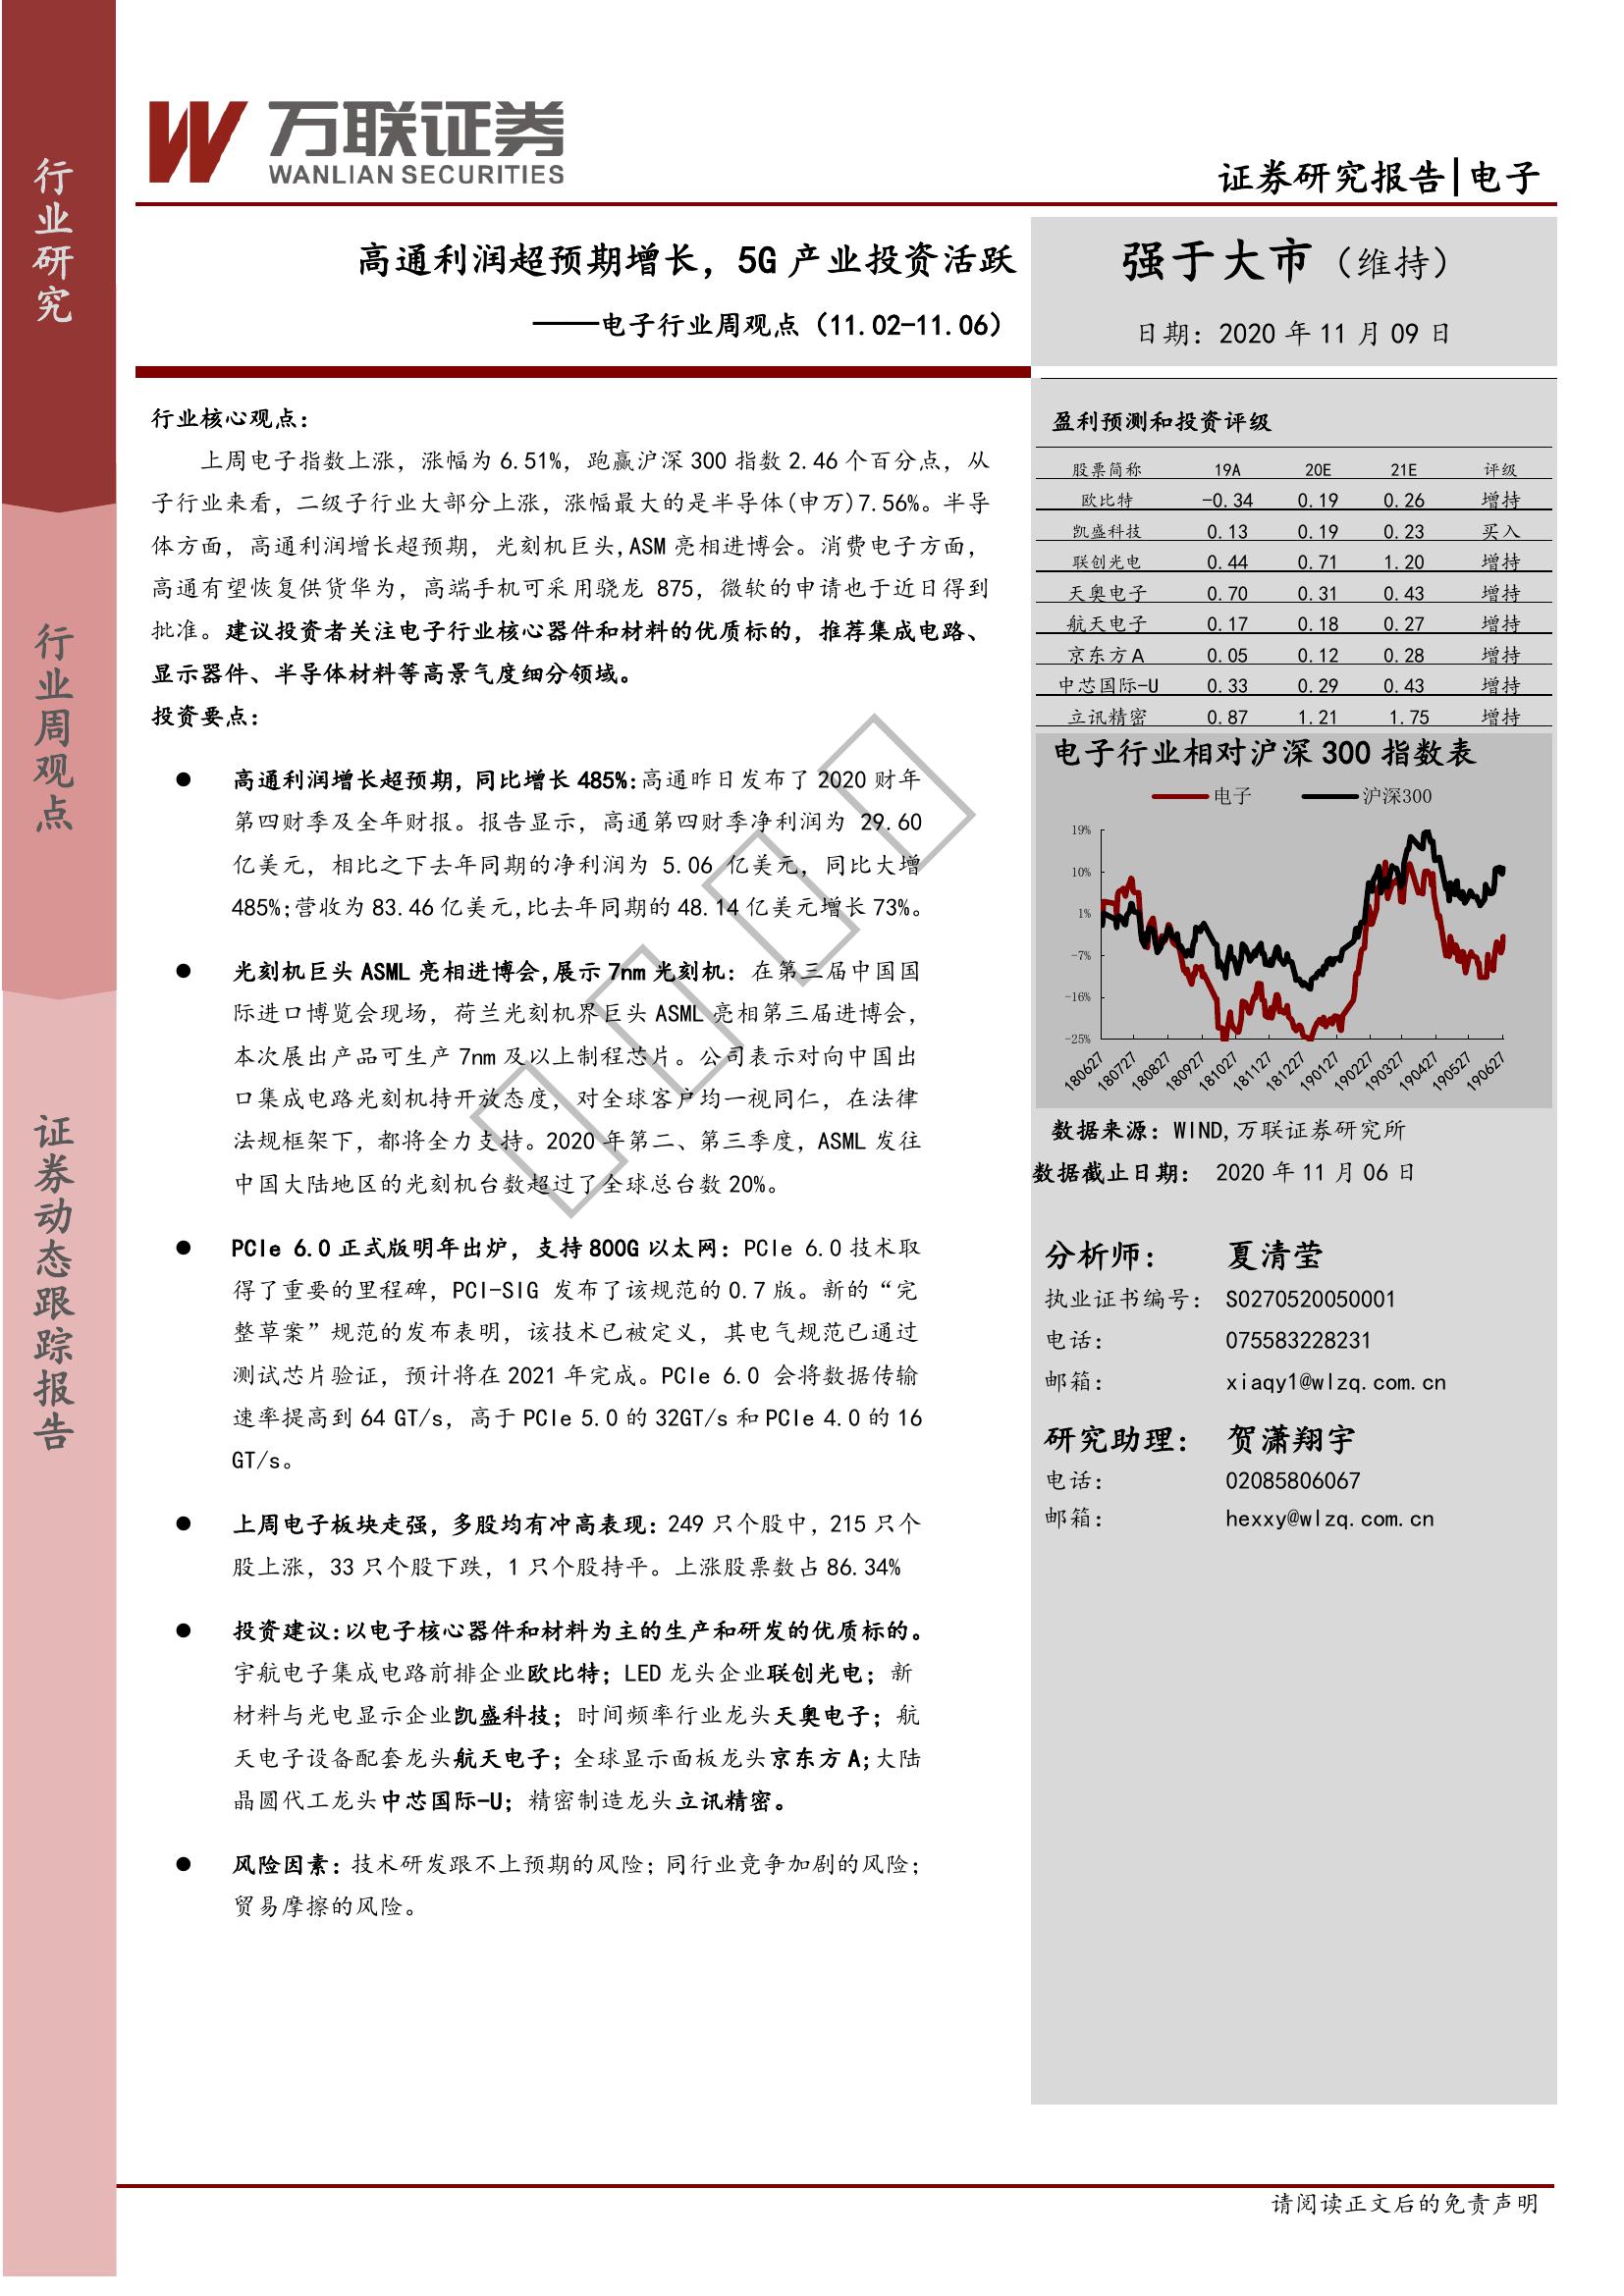 行业研究
行业周观点
证券动态跟踪报告
万联证券
WANLIAN SECURITIES
证券研究报告|电子
高通利润超预期增长，5G 产业投资活跃
——电子行业周观点（11.02-11.06）
强于大市（维持）
日期：2020 年 11 月 09 日
行业核心观点：
上周电子指数上涨，涨幅为 6.51%，跑赢沪深 300 指数 2.46 个百分点，从
子行业来看，二级子行业大部分上涨，涨幅最大的是半导体(申万)7.56%。半导
体方面，高通利润增长超预期，光刻机巨头,ASM 亮相进博会。消费电子方面，
高通有望恢复供货华为，高端手机可采用骁龙 875，微软的申请也于近日得到
批准。建议投资者关注电子行业核心器件和材料的优质标的，推荐集成电路、
显示器件、半导体材料等高景气度细分领域。
投资要点：
● 高通利润增长超预期，同比增长 485%:高通昨日发布了 2020 财年
第四财季及全年财报。报告显示，高通第四财季净利润为 29.60
亿美元，相比之下去年同期的净利润为 5.06 亿美元，同比大增
485%;营收为 83.46 亿美元,比去年同期的 48.14 亿美元增长 73%。
● 光刻机巨头 ASML 亮相进博会,展示 7nm 光刻机：在第三届中国国
际进口博览会现场，荷兰光刻机界巨头 ASML 亮相第三届进博会，
本次展出产品可生产 7nm 及以上制程芯片。公司表示对向中国出
口集成电路光刻机持开放态度，对全球客户均一视同仁，在法律
法规框架下，都将全力支持。2020 年第二、第三季度，ASML 发往
中国大陆地区的光刻机台数超过了全球总台数 20%。
● PCIe 6.0 正式版明年出炉，支持 800G 以太网：PCIe 6.0 技术取
得了重要的里程碑，PCI-SIG 发布了该规范的 0.7 版。新的“完
整草案”规范的发布表明，该技术已被定义，其电气规范已通过
测试芯片验证，预计将在 2021 年完成。PCIe 6.0 会将数据传输
速率提高到 64 GT/s，高于 PCIe 5.0 的 32GT/s 和 PCIe 4.0 的 16
GT/s。
● 上周电子板块走强，多股均有冲高表现：249 只个股中，215 只个
股上涨，33 只个股下跌，1 只个股持平。上涨股票数占 86.34%
● 投资建议:以电子核心器件和材料为主的生产和研发的优质标的。
宇航电子集成电路前排企业欧比特；LED 龙头企业联创光电；新
材料与光电显示企业凯盛科技；时间频率行业龙头天奥电子；航
天电子设备配套龙头航天电子；全球显示面板龙头京东方 A;大陆
晶圆代工龙头中芯国际-U；精密制造龙头立讯精密。
● 风险因素：技术研发跟不上预期的风险；同行业竞争加剧的风险；
贸易摩擦的风险。
盈利预测和投资评级
股票简称 19A 20E 21E 评级
欧比特 -0.34 0.19 0.26 增持
凯盛科技 0.13 0.19 0.23 买入
联创光电 0.44 0.71 1.20 增持
天奥电子 0.70 0.31 0.43 增持
航天电子 0.17 0.18 0.27 增持
京东方 A 0.05 0.12 0.28 增持
中芯国际-U 0.33 0.29 0.43 增持
立讯精密 0.87 1.21 1.75 增持
电子行业相对沪深 300 指数表
电子 沪深300
19%
10%
1%
-7%
-16%
-25%
180627 180727 180827 180927 181027 181127 181227 190127 190227 190327 190427 190527 190627
数据来源：WIND,万联证券研究所
数据截止日期： 2020 年 11 月 06 日
分析师： 夏清莹
执业证书编号： S0270520050001
电话： 075583228231
邮箱： xiaqy1@wlzq.com.cn
研究助理： 贺潇翔宇
电话： 02085806067
邮箱： hexxy@wlzq.com.cn
请阅读正文后的免责声明